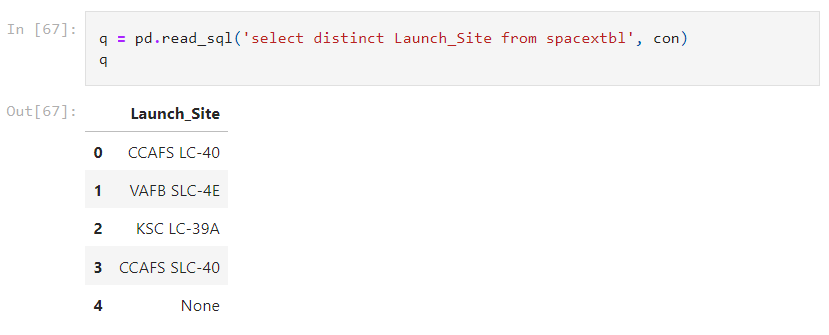 In [67]:
q = pd.read_sql('select distinct Launch_Site from spacextbl', con)
q
Out[67]:
Launch_Site
0 CCAFS LC-40
1 VAFB SLC-4E
2 KSC LC-39A
3 CCAFS SLC-40
4 None